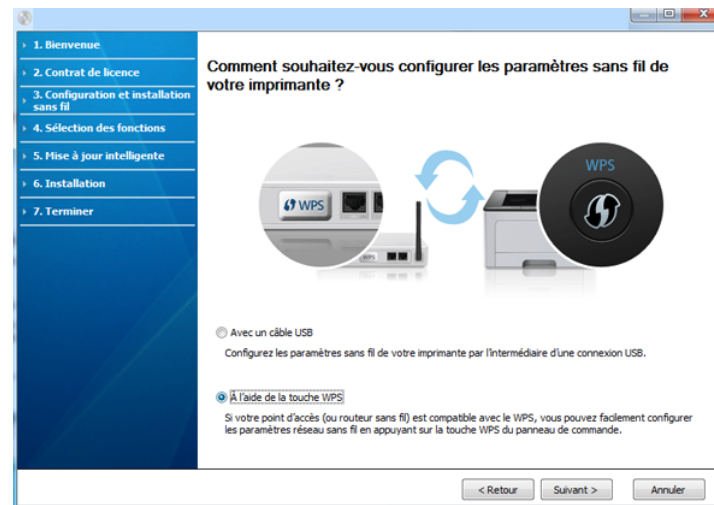 1. Bienvenue
2. Contrat de licence
3. Configuration et installation
sans fil
4. Sélection des fonctions
5. Mise à jour intelligente
6. Installation
7. Terminer
Comment souhaitez-vous configurer les paramètres sans fil de
votre imprimante ?
WPS
WPS
WPS
Avec un câble USB
Configurez les paramètres sans fil de votre imprimante par l'intermédiaire d'une connexion USB.
À l'aide de la touche WPS
Si votre point d'accès (ou routeur sans fil) est compatible avec le WPS, vous pouvez facilement configurer
les paramètres réseau sans fil en appuyant sur la touche WPS du panneau de commande.
< Retour
Suivant >
Annuler